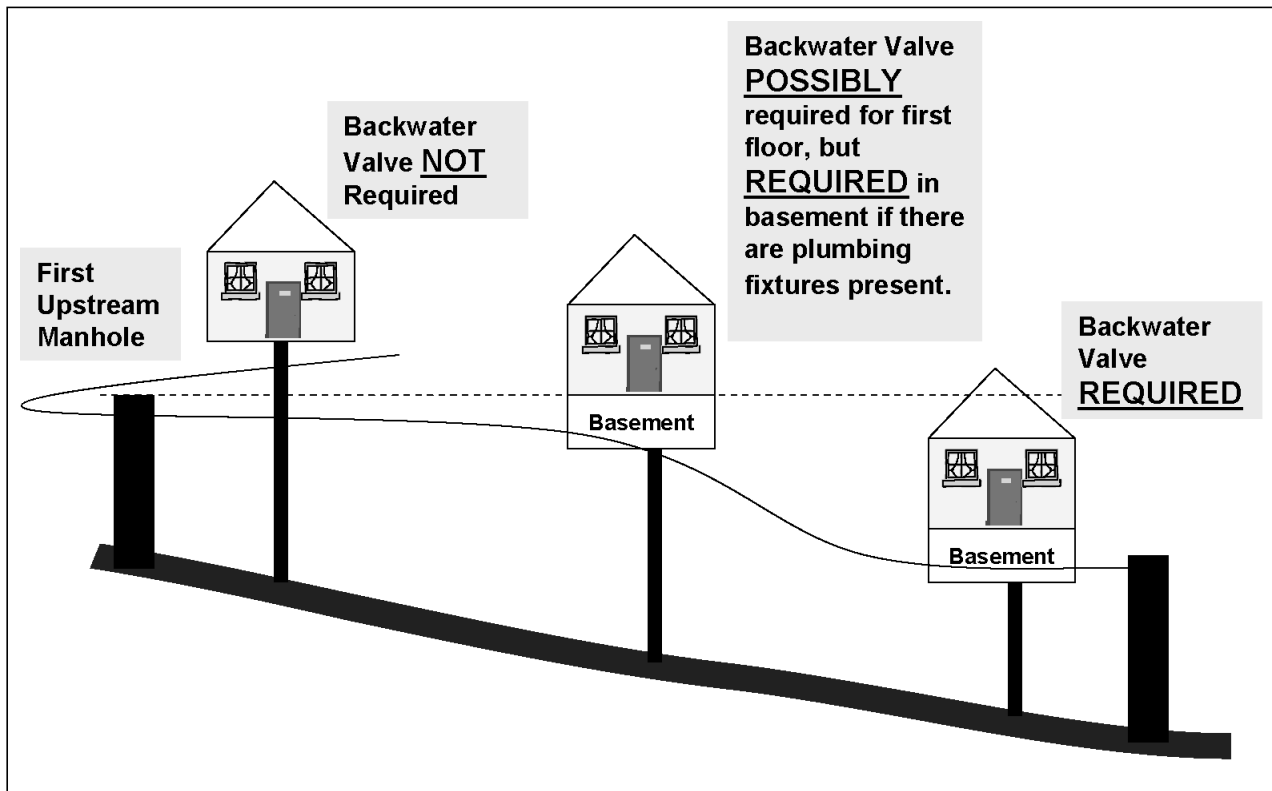 First
Upstream
Manhole
Backwater
Valve NOT
Required
Backwater Valve
POSSIBLY
required for first
floor, but
REQUIRED in
basement if there
are plumbing
fixtures present.
Backwater
Valve
REQUIRED
Basement
Basement